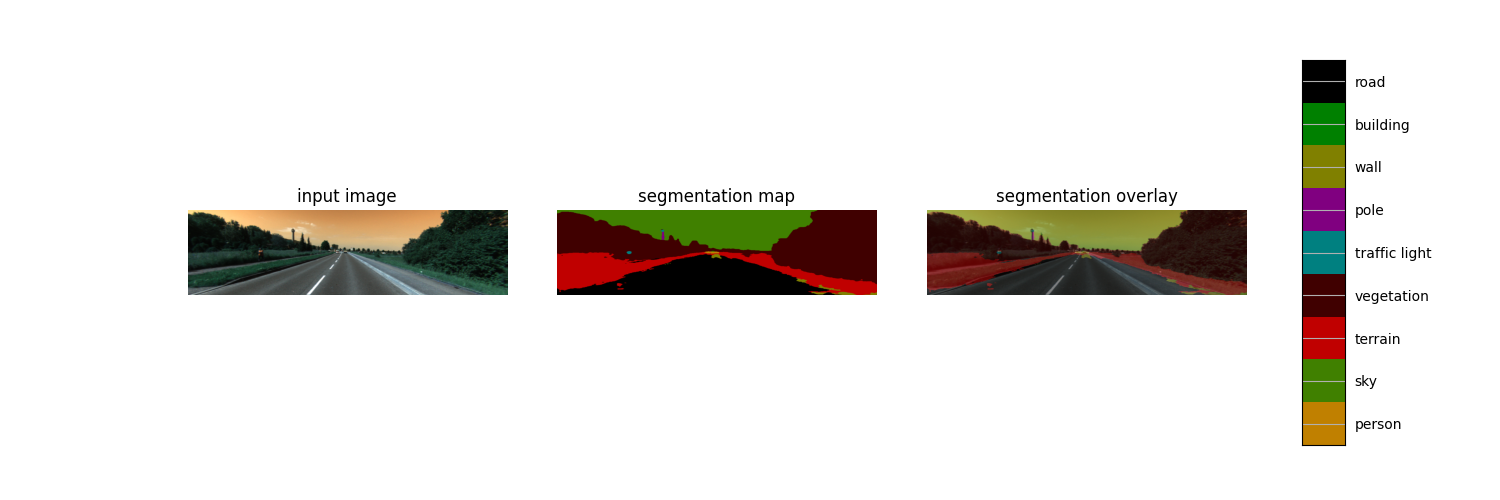 input image
segmentation map
segmentation overlay
road
building
wall
pole
traffic light
vegetation
terrain
sky
person